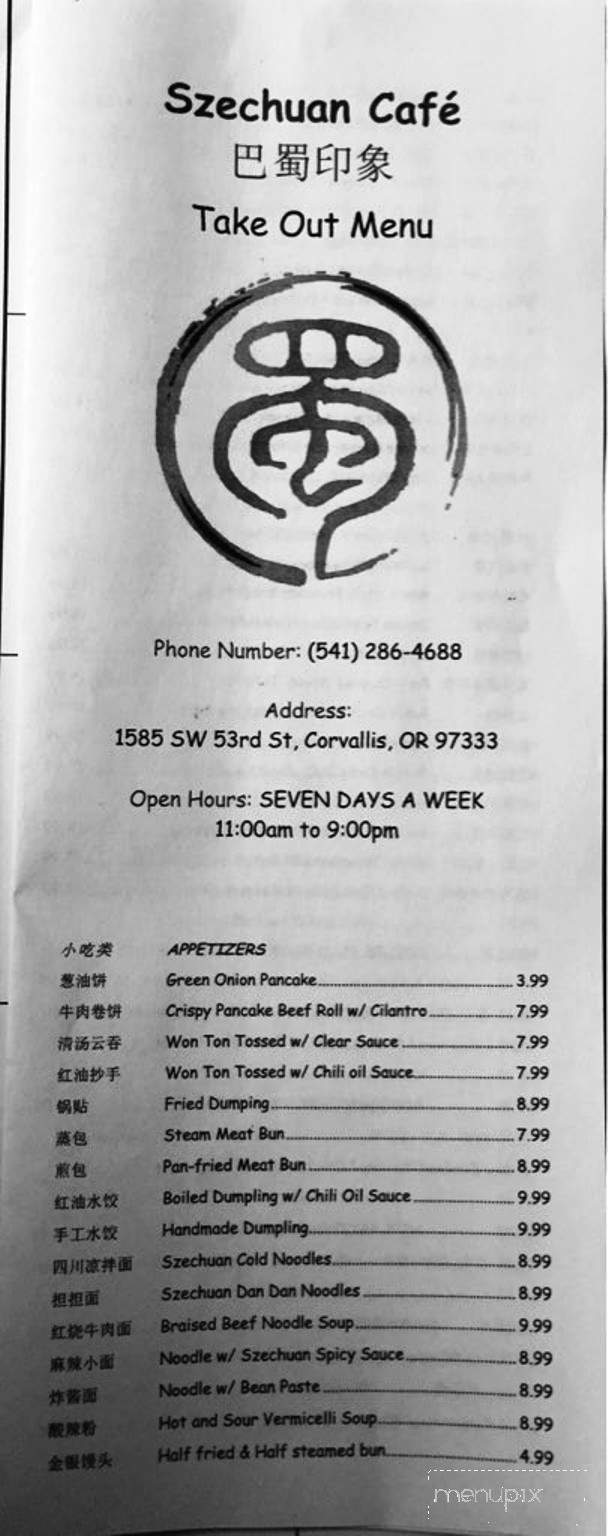 Szechuan Café
巴蜀印象
Take Out Menu
蜀
Phone Number: (541) 286-4688
Address:
1585 SW 53rd St, Corvallis, OR 97333
Open Hours: SEVEN DAYS A WEEK
11:00am to 9:00pm
小吃类 APPETIZERS
葱油饼 Green Onion Pancake 3.99
牛肉卷饼 Crispy Pancake Beef Roll w/ Cilantro 7.99
清汤云吞 Won Ton Tossed w/ Clear Sauce 7.99
红油抄手 Won Ton Tossed w/ Chili oil Sauce 7.99
锅贴 Fried Dumping 8.99
蒸包 Steam Meat Bun 7.99
煎包 Pan-fried Meat Bun 8.99
红油水饺 Boiled Dumpling w/ Chili Oil Sauce 9.99
手工水饺 Handmade Dumpling 9.99
四川凉拌面 Szechuan Cold Noodles 8.99
担担面 Szechuan Dan Dan Noodles 8.99
红烧牛肉面 Braised Beef Noodle Soup 9.99
麻辣小面 Noodle w/ Szechuan Spicy Sauce 8.99
炸酱面 Noodle w/ Bean Paste 8.99
酸辣粉 Hot and Sour Vermicelli Soup 8.99
金银馒头 Half fried & Half steamed bun 4.99
menupix